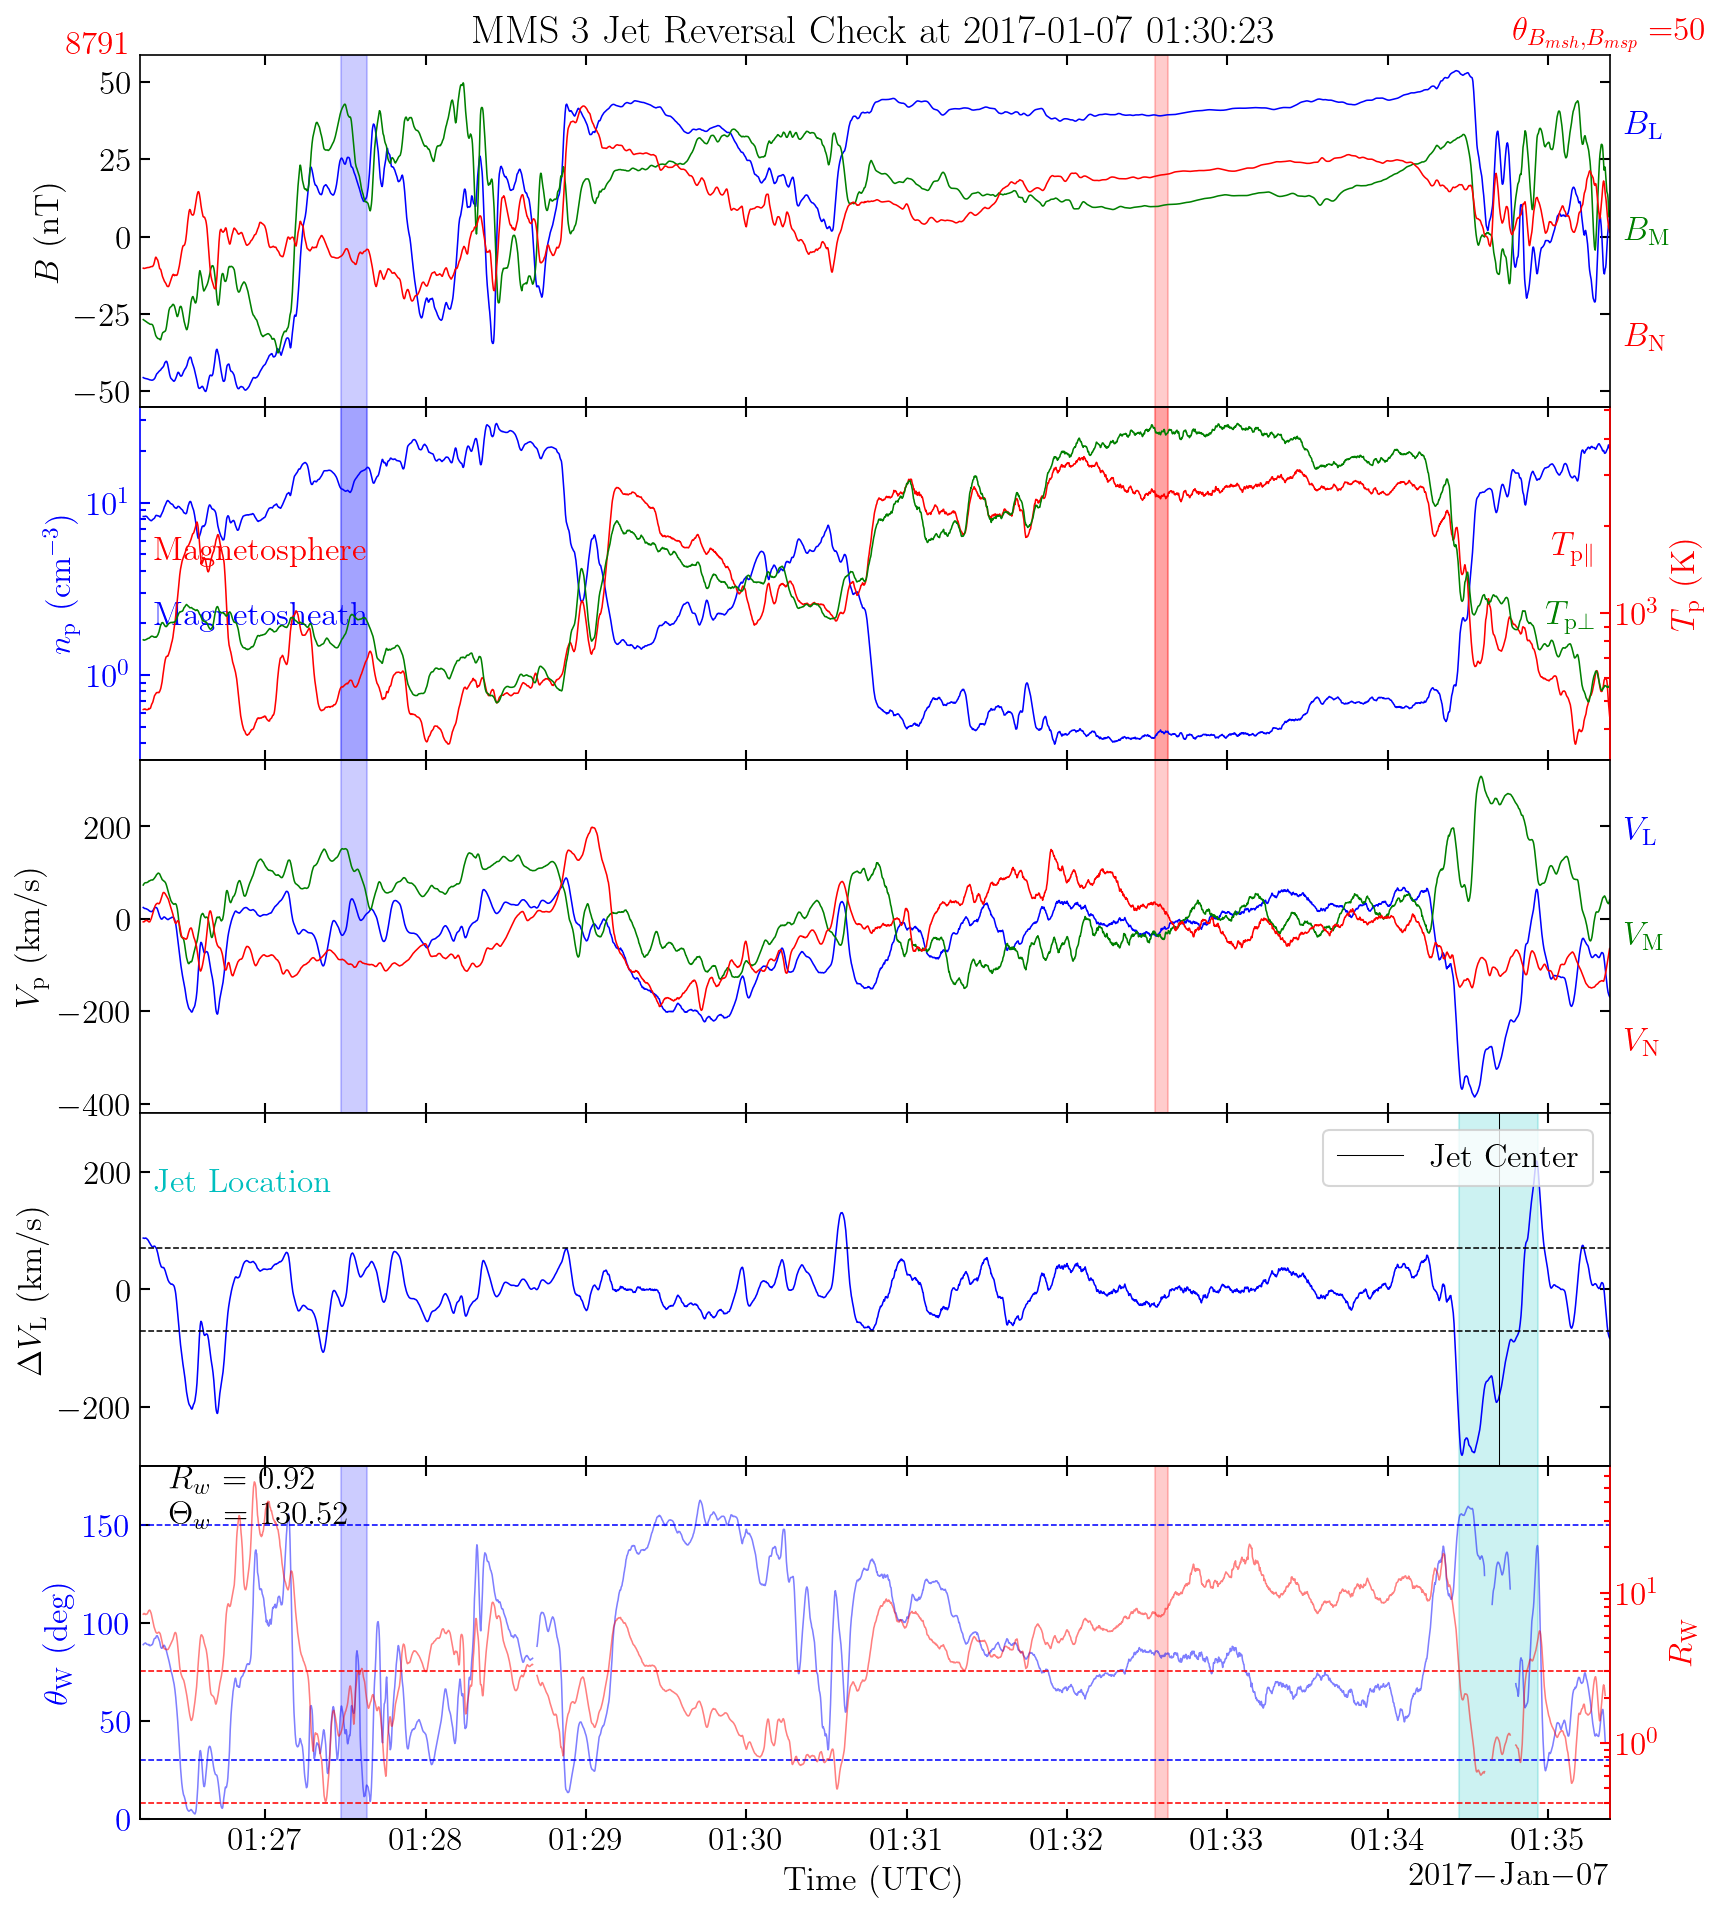 MMS 3 Jet Reversal Check at 2017-01-07 01:30:23
8791
θ_{B_{msh},B_{msp}} =50
50
25
0
−25
−50
B (nT)
B_L
B_M
B_N
10^1
10^0
n_p (cm^{−3})
Magnetosphere
Magnetosheath
T_{p∥}
T_{p⊥}
10^3
T_p (K)
200
0
−200
−400
V_p (km/s)
V_L
V_M
V_N
Jet Center
Jet Location
200
0
−200
ΔV_L (km/s)
R_w = 0.92
Θ_w = 130.52
150
100
50
0
θ_W (deg)
10^1
10^0
R_W
01:27 01:28 01:29 01:30 01:31 01:32 01:33 01:34 01:35
Time (UTC)
2017−Jan−07